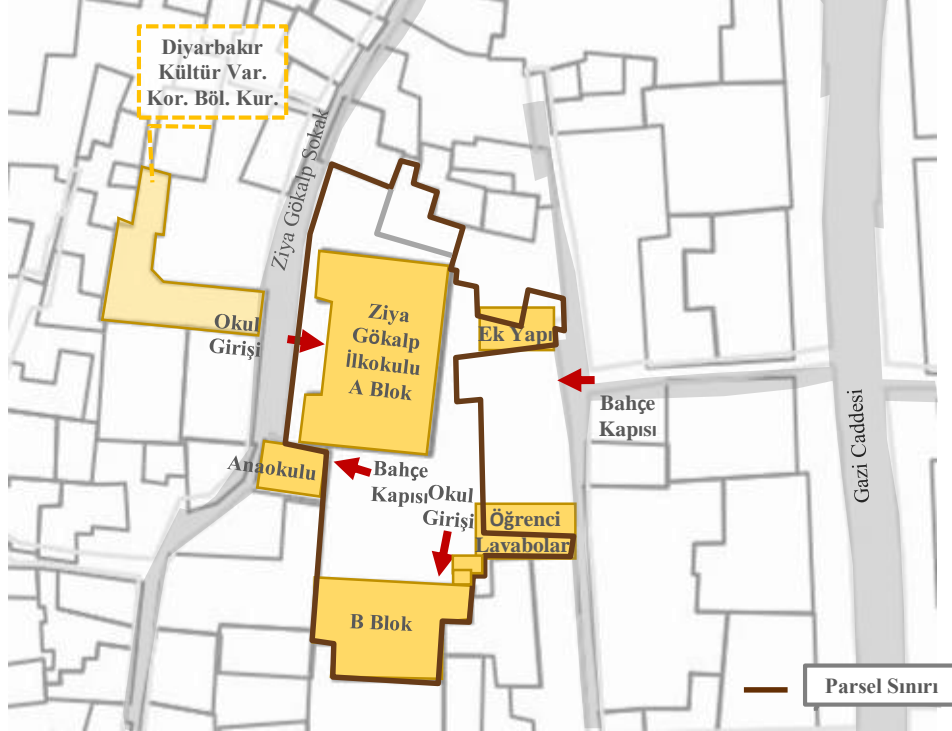 Diyarbakır
Kültür Var.
Kor. Böl. Kur.
Ziya Gökalp Sokak
Okul
Girişi
Ziya
Gökalp
İlkokulu
A Blok
Ek Yapı
Bahçe
Kapısı
Gazi Caddesi
Anaokulu
Bahçe
Kapısı
Okul
Girişi
Öğrenci
Lavaboları
B Blok
Parsel Sınırı